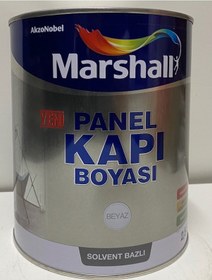 AkzoNobel
Marshall
PANEL
KAPI
BOYASI
BEYAZ
SOLVENT BAZLI